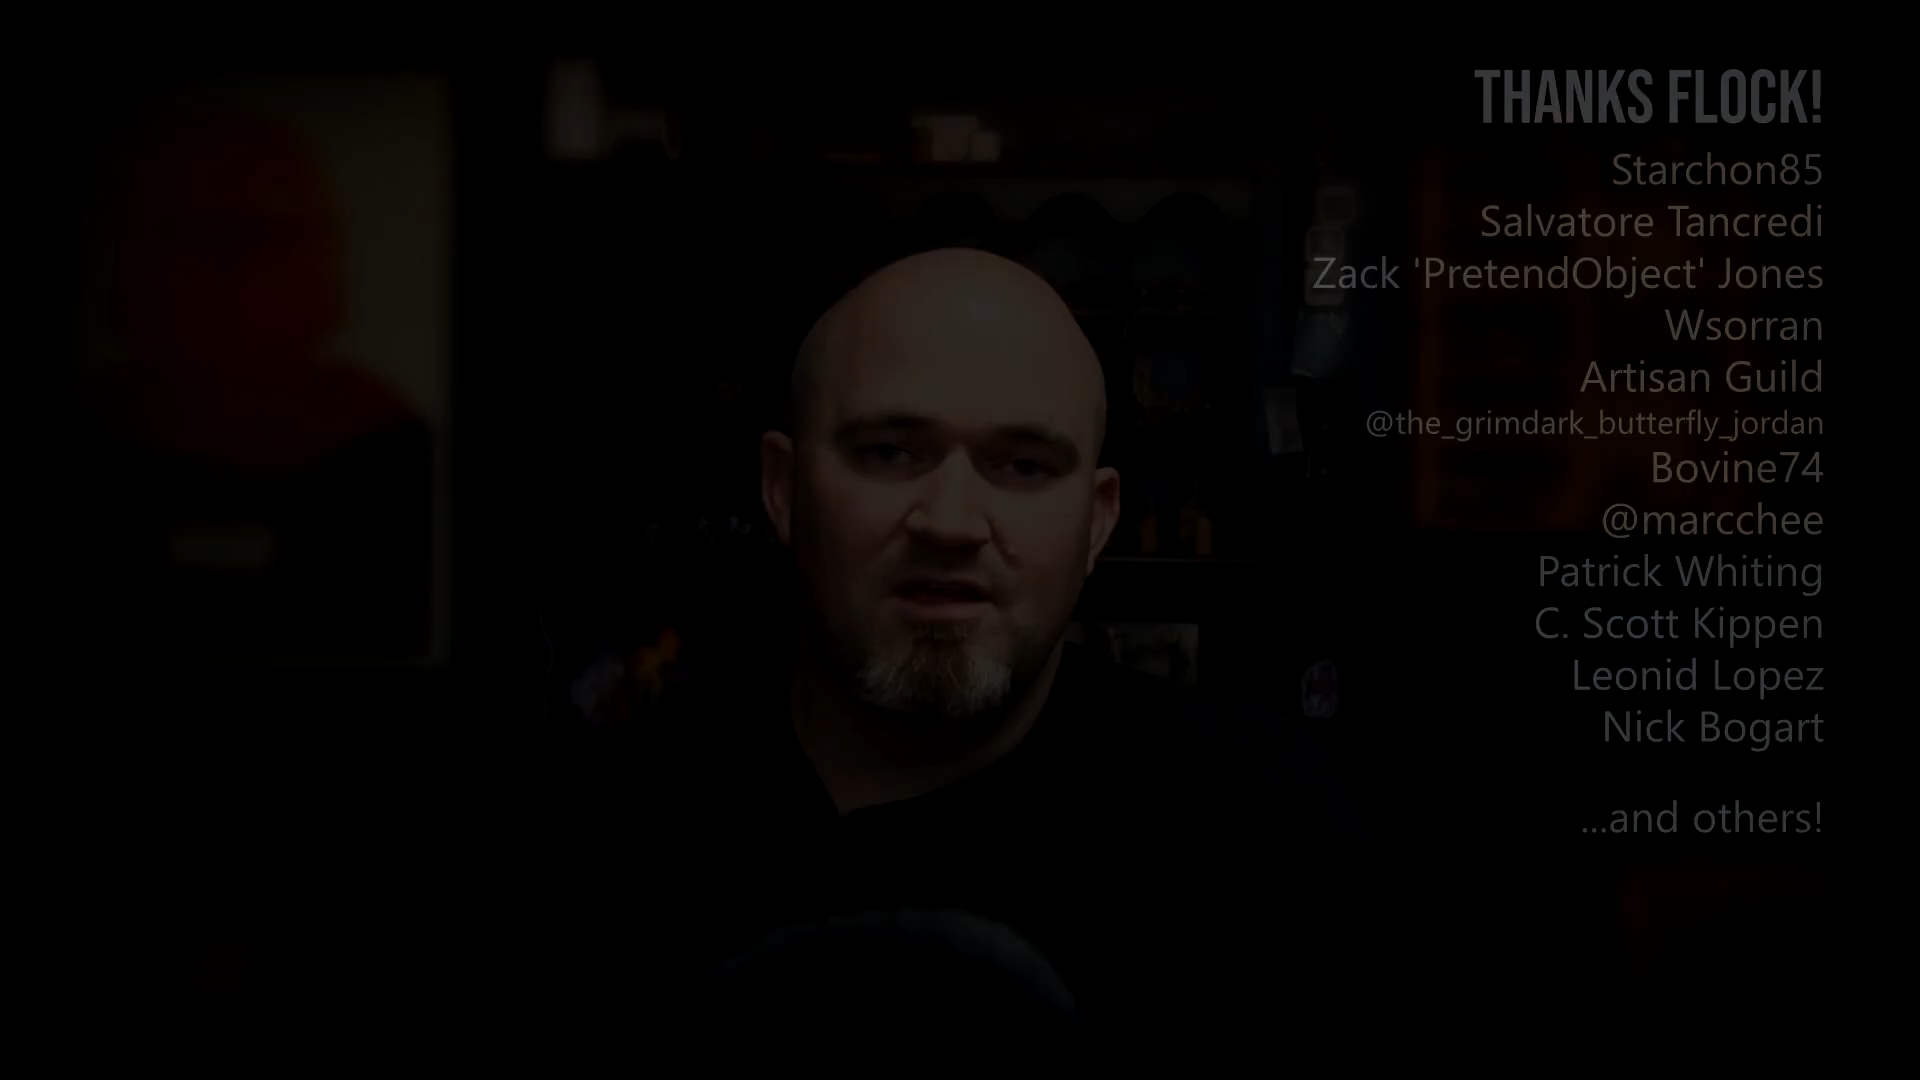 THANKS FLOCK!
Starchon85
Salvatore Tancredi
Zack 'PretendObject' Jones
Wsorran
Artisan Guild
@the_grimdark_butterfly_jordan
Bovine74
@marcchee
Patrick Whiting
C. Scott Kippen
Leonid Lopez
Nick Bogart
...and others!